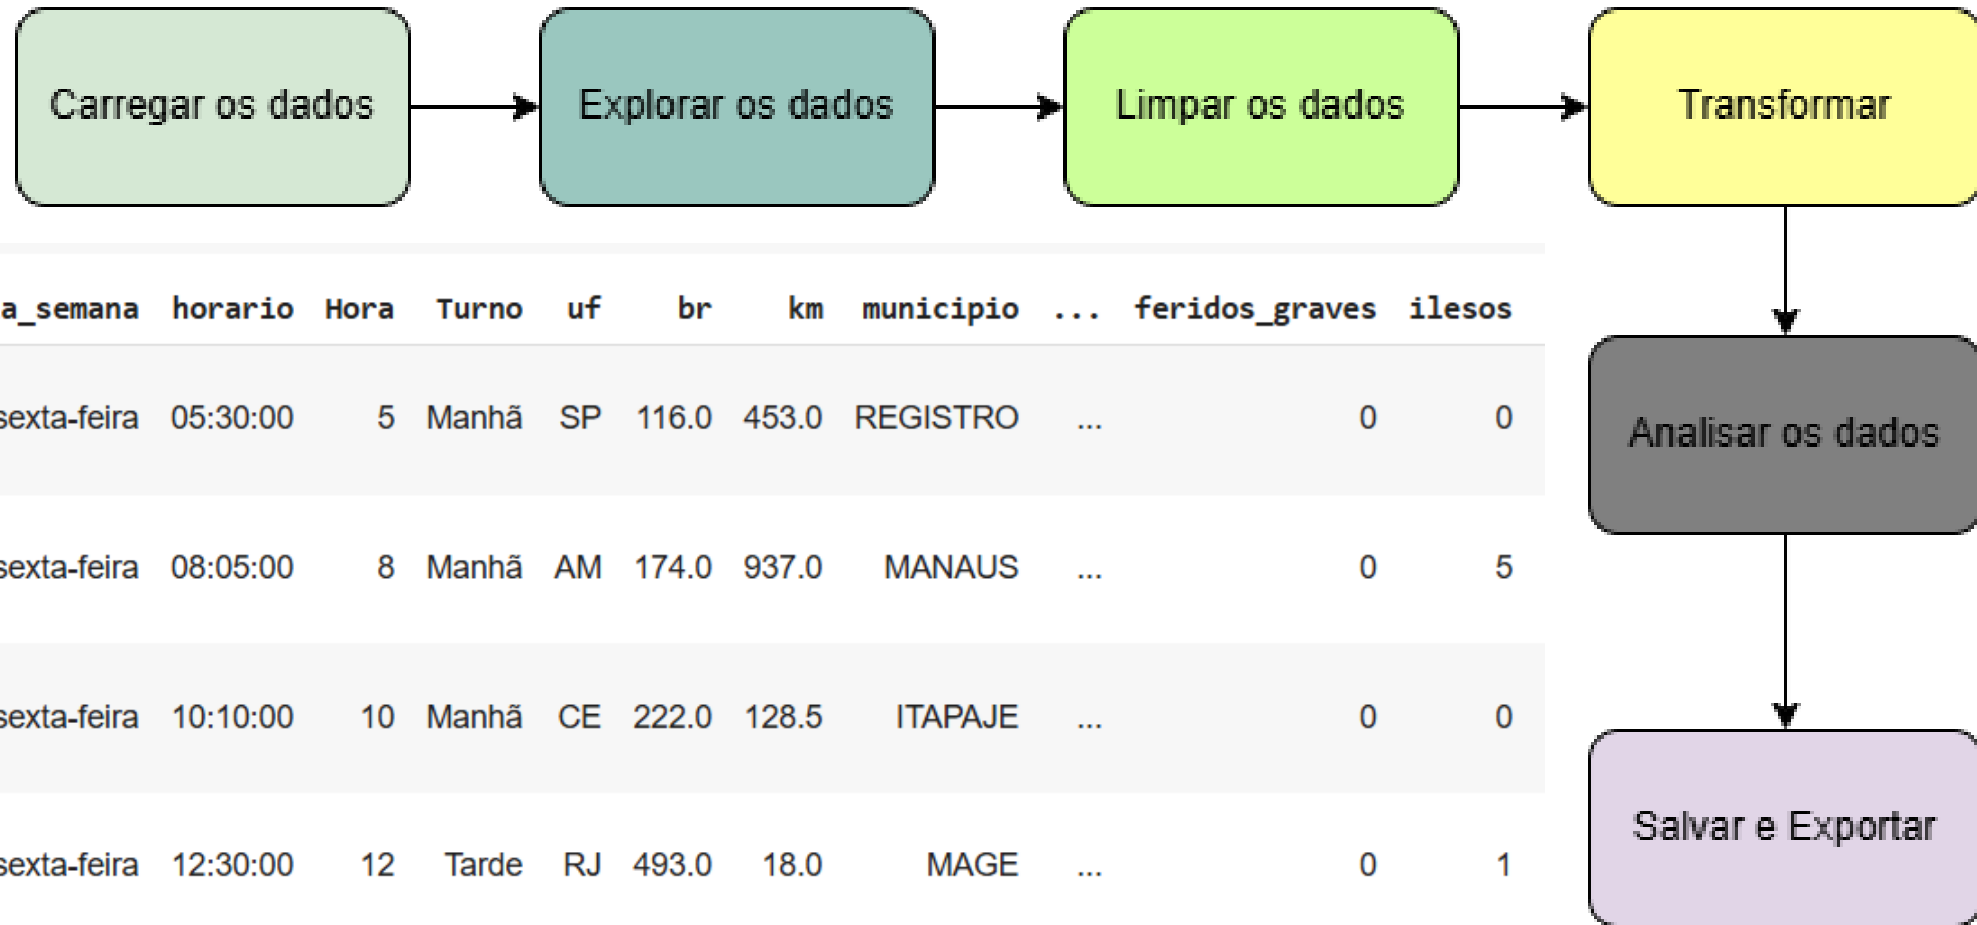 Carregar os dados
Explorar os dados
Limpar os dados
Transformar
a_semana horario Hora Turno uf br km municipio ... feridos_graves ilesos
sexta-feira 05:30:00 5 Manhã SP 116.0 453.0 REGISTRO ... 0 0
sexta-feira 08:05:00 8 Manhã AM 174.0 937.0 MANAUS ... 0 5
sexta-feira 10:10:00 10 Manhã CE 222.0 128.5 ITAPAJE ... 0 0
sexta-feira 12:30:00 12 Tarde RJ 493.0 18.0 MAGE ... 0 1
Analisar os dados
Salvar e Exportar